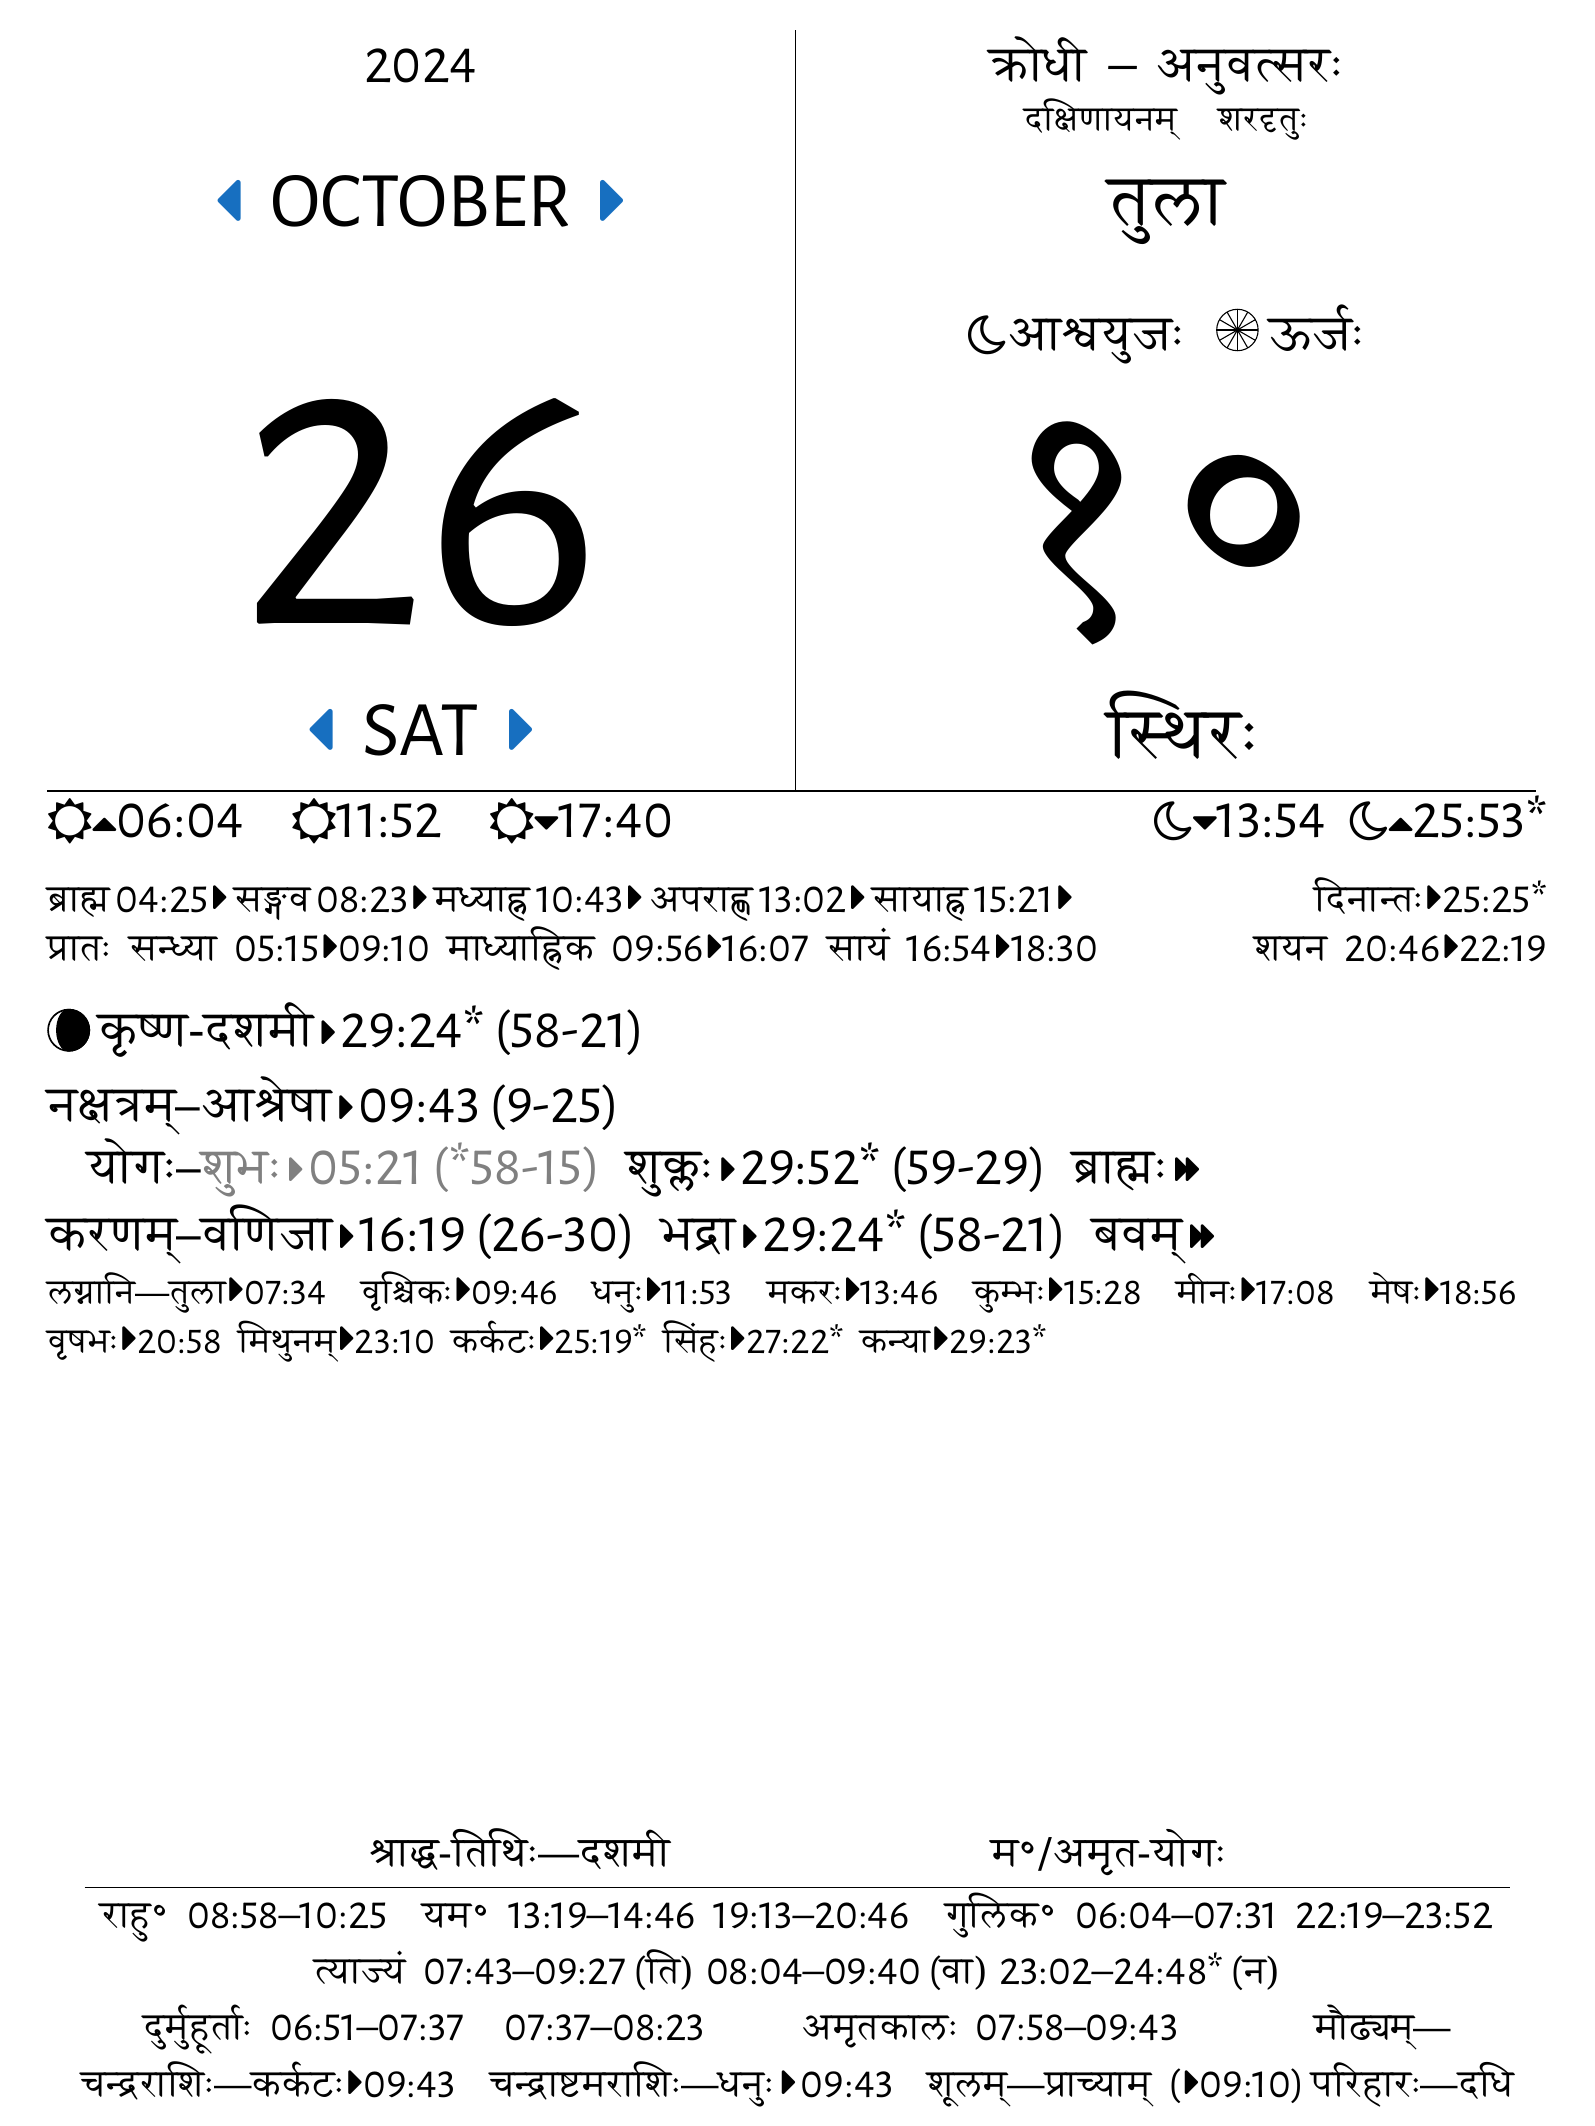 2024
OCTOBER
26
SAT
क्रोधी – अनुवत्सरः
दक्षिणायनम् शरदृतुः
तुला
आश्वयुजः ऊर्जः
१०
स्थिरः
06:04 11:52 17:40 13:54 25:53*
ब्राह्म 04:25 सङ्गव 08:23 मध्याह्न 10:43 अपराह्ण 13:02 सायाह्न 15:21 दिनान्तः 25:25*
प्रातः सन्ध्या 05:15 09:10 माध्याह्निक 09:56 16:07 सायं 16:54 18:30 शयन 20:46 22:19
कृष्ण-दशमी 29:24* (58-21)
नक्षत्रम्–आश्रेषा 09:43 (9-25)
योगः–शुभः 05:21 (*58-15) शुक्लः 29:52* (59-29) ब्राह्मः
करणम्–वणिजा 16:19 (26-30) भद्रा 29:24* (58-21) बवम्
लग्नानि—तुला 07:34 वृश्चिकः 09:46 धनुः 11:53 मकरः 13:46 कुम्भः 15:28 मीनः 17:08 मेषः 18:56
वृषभः 20:58 मिथुनम् 23:10 कर्कटः 25:19* सिंहः 27:22* कन्या 29:23*
श्राद्ध-तिथिः—दशमी म॰/अमृत-योगः
राहु॰ 08:58–10:25 यम॰ 13:19–14:46 19:13–20:46 गुलिक॰ 06:04–07:31 22:19–23:52
त्याज्यं 07:43–09:27 (ति) 08:04–09:40 (वा) 23:02–24:48* (न)
दुर्मुहूर्ताः 06:51–07:37 07:37–08:23 अमृतकालः 07:58–09:43 मौढ्यम्—
चन्द्रराशिः—कर्कटः 09:43 चन्द्राष्टमराशिः—धनुः 09:43 शूलम्—प्राच्याम् (09:10) परिहारः—दधि